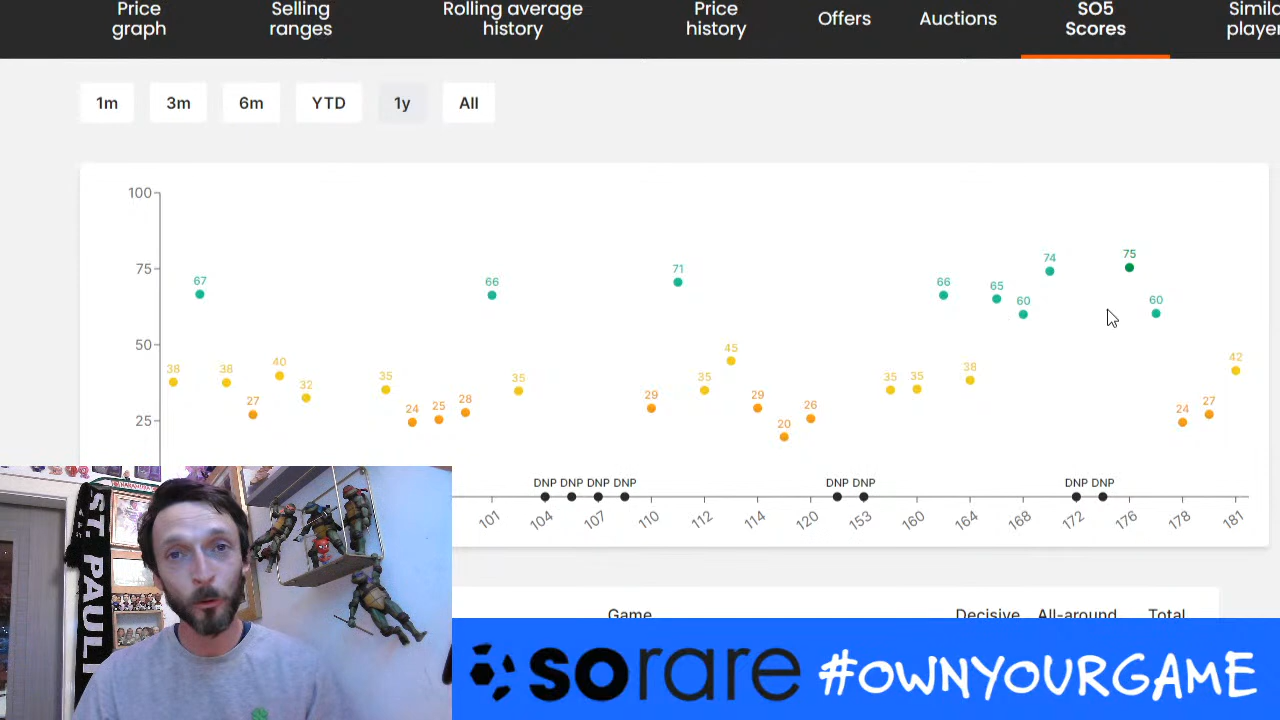 Price graph
Selling ranges
Rolling average history
Price history
Offers
Auctions
SO5 Scores
Simila
player
1m 3m 6m YTD 1y All
100
75
50
25
38
67
38
27
40
32
35
24
25
28
66
35
29
71
35
45
29
20
26
35
35
66
38
65
60
74
75
60
24
27
42
DNP DNP DNP DNP DNP DNP DNP DNP
101 104 107 110 112 114 120 153 160 164 168 172 176 178 181
Game Decisive All-around Total
ST. PAULI
sorare #OWNYOURGAME